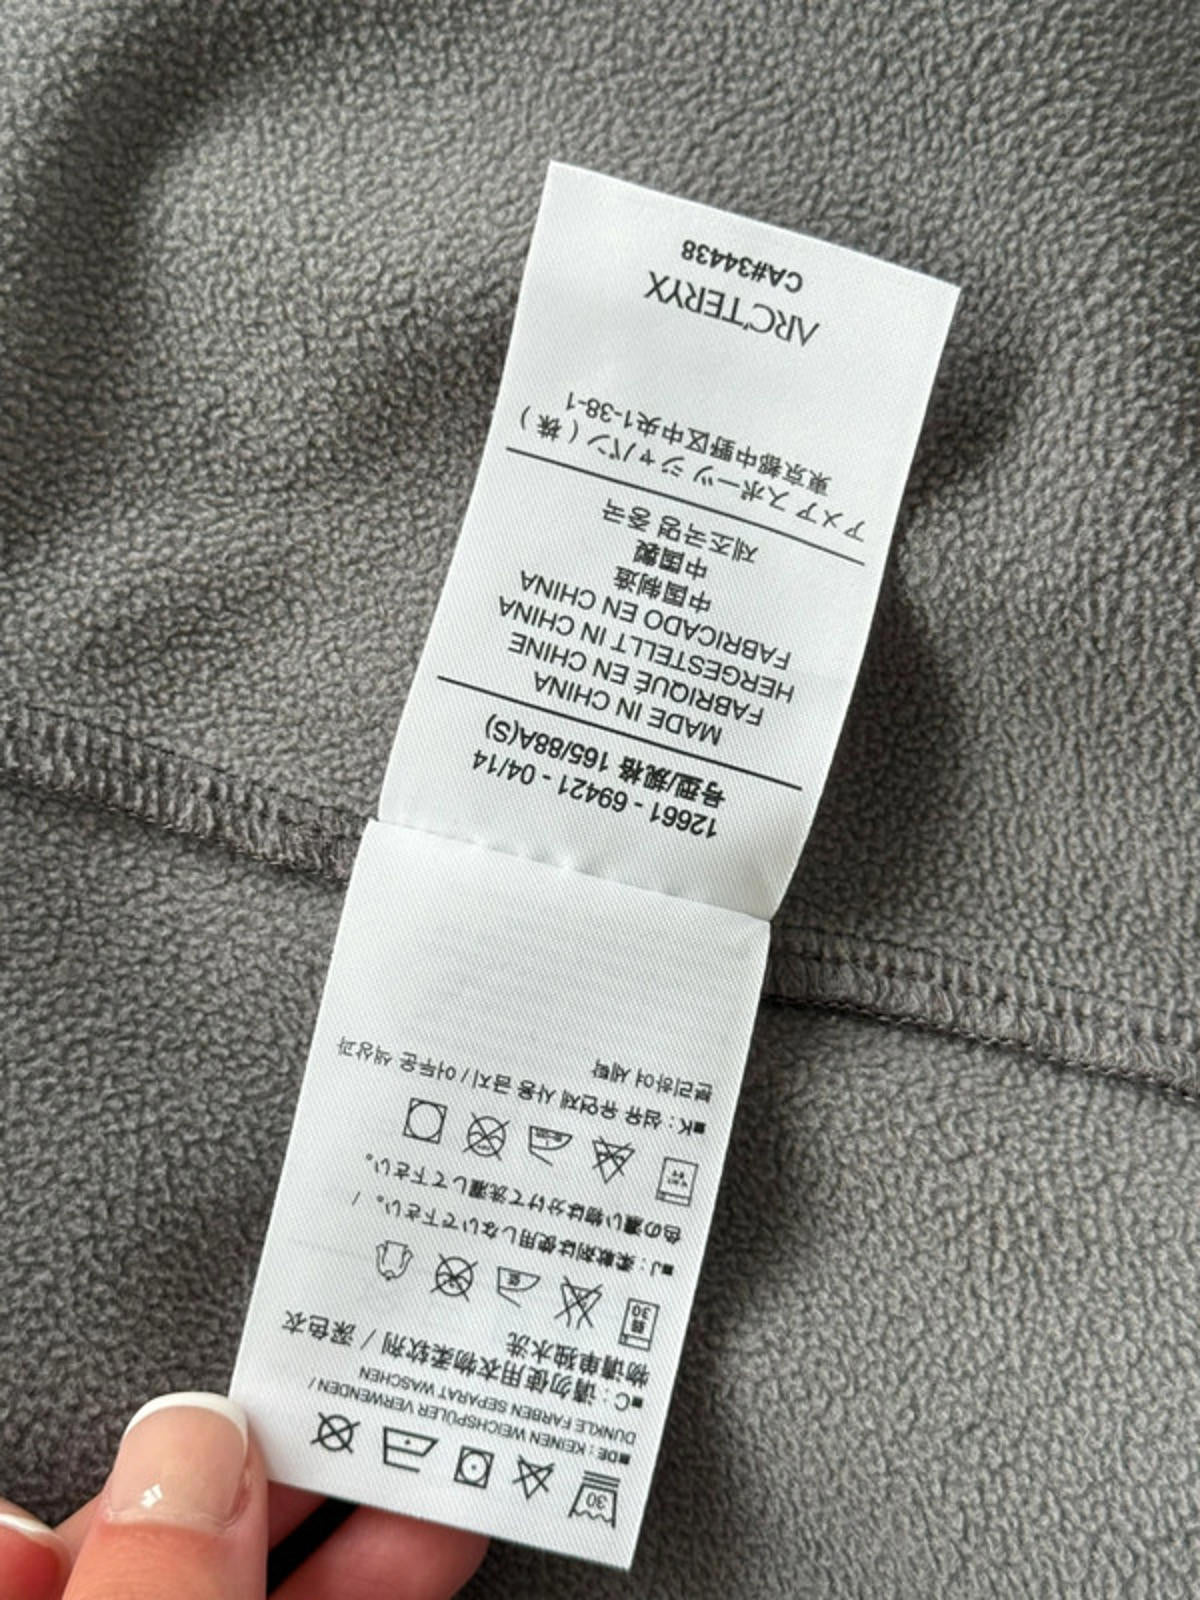 30
■DE : KEINEN WEICHSPÜLER VERWENDEN /
DUNKLE FARBEN SEPARAT WASCHEN
■C : 请勿使用衣物柔软剂 / 深色衣
物请单独水洗
弱
30
■J : 柔軟剤は使用しないで下さい。 /
色の濃い物は分けて洗濯して下さい。
■K : 섬유 유연제 사용 금지 / 어두운 색상과
분리하여 세탁
12661 - 69421 - 04/14
号型/规格 165/88A(S)
MADE IN CHINA
FABRIQUÉ EN CHINE
HERGESTELLT IN CHINA
FABRICADO EN CHINA
中国制造
中国製
제조국명 중국
アメアスポーツジャパン(株)
東京都中野区中央1-38-1
ARC'TERYX
CA#34438